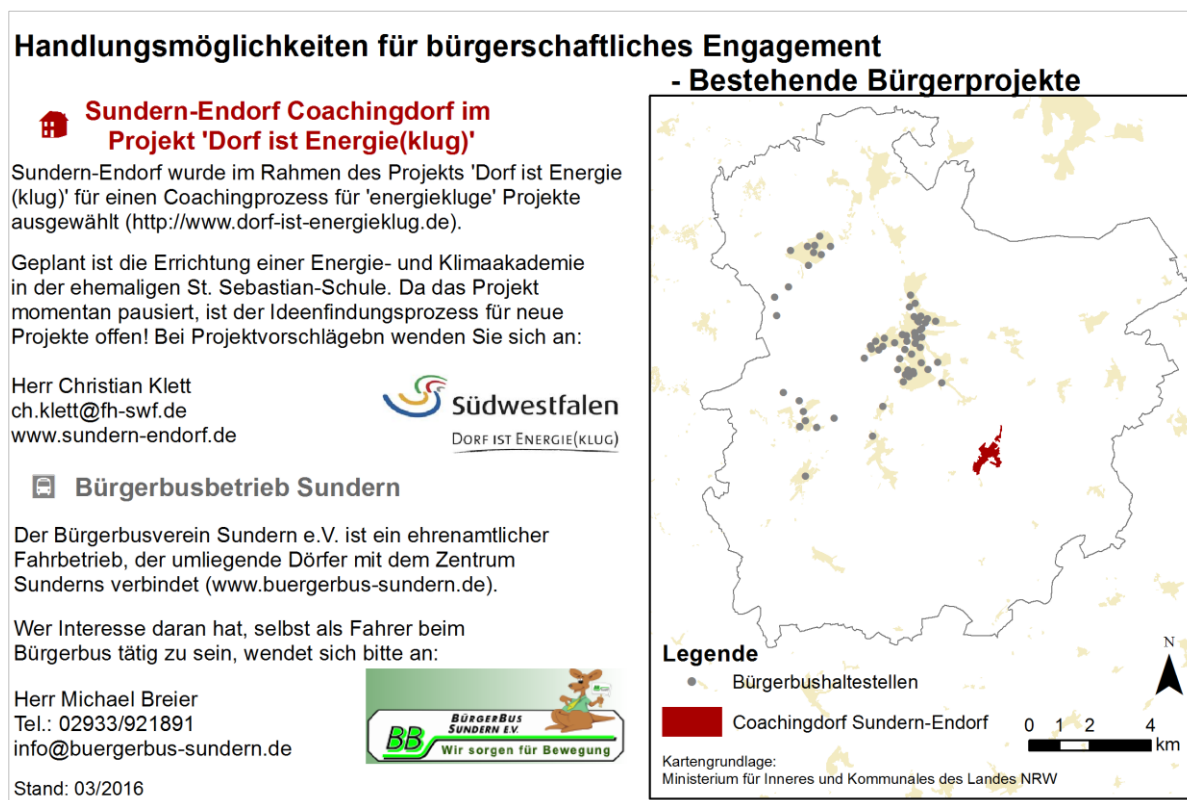 Handlungsmöglichkeiten für bürgerschaftliches Engagement
- Bestehende Bürgerprojekte
Sundern-Endorf Coachingdorf im
Projekt 'Dorf ist Energie(klug)'
Sundern-Endorf wurde im Rahmen des Projekts 'Dorf ist Energie
(klug)' für einen Coachingprozess für 'energiekluge' Projekte
ausgewählt (http://www.dorf-ist-energieklug.de).
Geplant ist die Errichtung einer Energie- und Klimaakademie
in der ehemaligen St. Sebastian-Schule. Da das Projekt
momentan pausiert, ist der Ideenfindungsprozess für neue
Projekte offen! Bei Projektvorschlägebn wenden Sie sich an:
Herr Christian Klett
ch.klett@fh-swf.de
www.sundern-endorf.de
Südwestfalen
DORF IST ENERGIE(KLUG)
Bürgerbusbetrieb Sundern
Der Bürgerbusverein Sundern e.V. ist ein ehrenamtlicher
Fahrbetrieb, der umliegende Dörfer mit dem Zentrum
Sunderns verbindet (www.buergerbus-sundern.de).
Wer Interesse daran hat, selbst als Fahrer beim
Bürgerbus tätig zu sein, wendet sich bitte an:
Herr Michael Breier
Tel.: 02933/921891
info@buergerbus-sundern.de
BB
BÜRGERBUS
SUNDERN E.V.
Wir sorgen für Bewegung
Stand: 03/2016
Legende
Bürgerbushaltestellen
Coachingdorf Sundern-Endorf
N
0 1 2 4
km
Kartengrundlage:
Ministerium für Inneres und Kommunales des Landes NRW